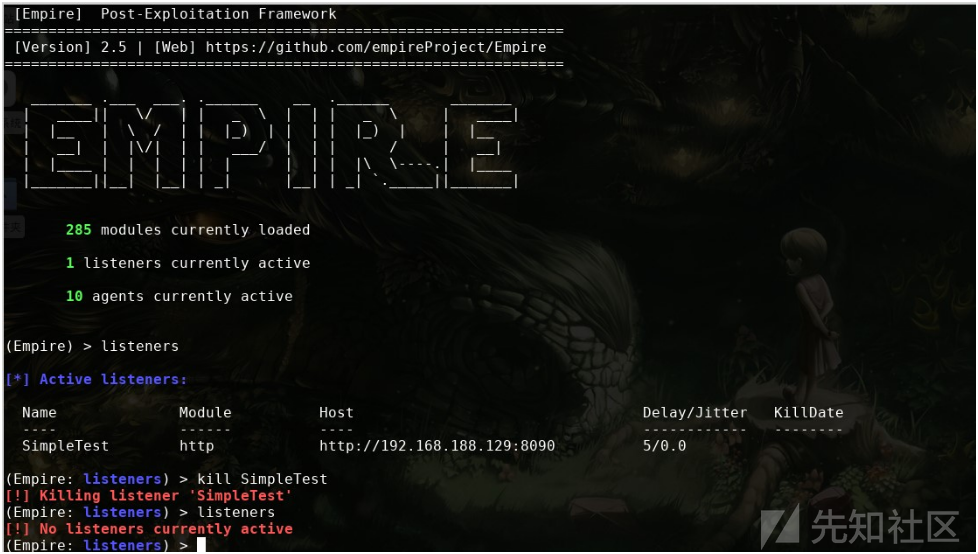 [Empire]  Post-Exploitation Framework
================================================================
[Version] 2.5 | [Web] https://github.com/empireProject/Empire
================================================================
EMPIRE
285 modules currently loaded
1 listeners currently active
10 agents currently active
(Empire) > listeners
[*] Active listeners:
Name Module Host Delay/Jitter KillDate
---- ------ ---- ------------ --------
SimpleTest http http://192.168.188.129:8090 5/0.0
(Empire: listeners) > kill SimpleTest
[!] Killing listener 'SimpleTest'
(Empire: listeners) > listeners
[!] No listeners currently active
(Empire: listeners) >
先知社区